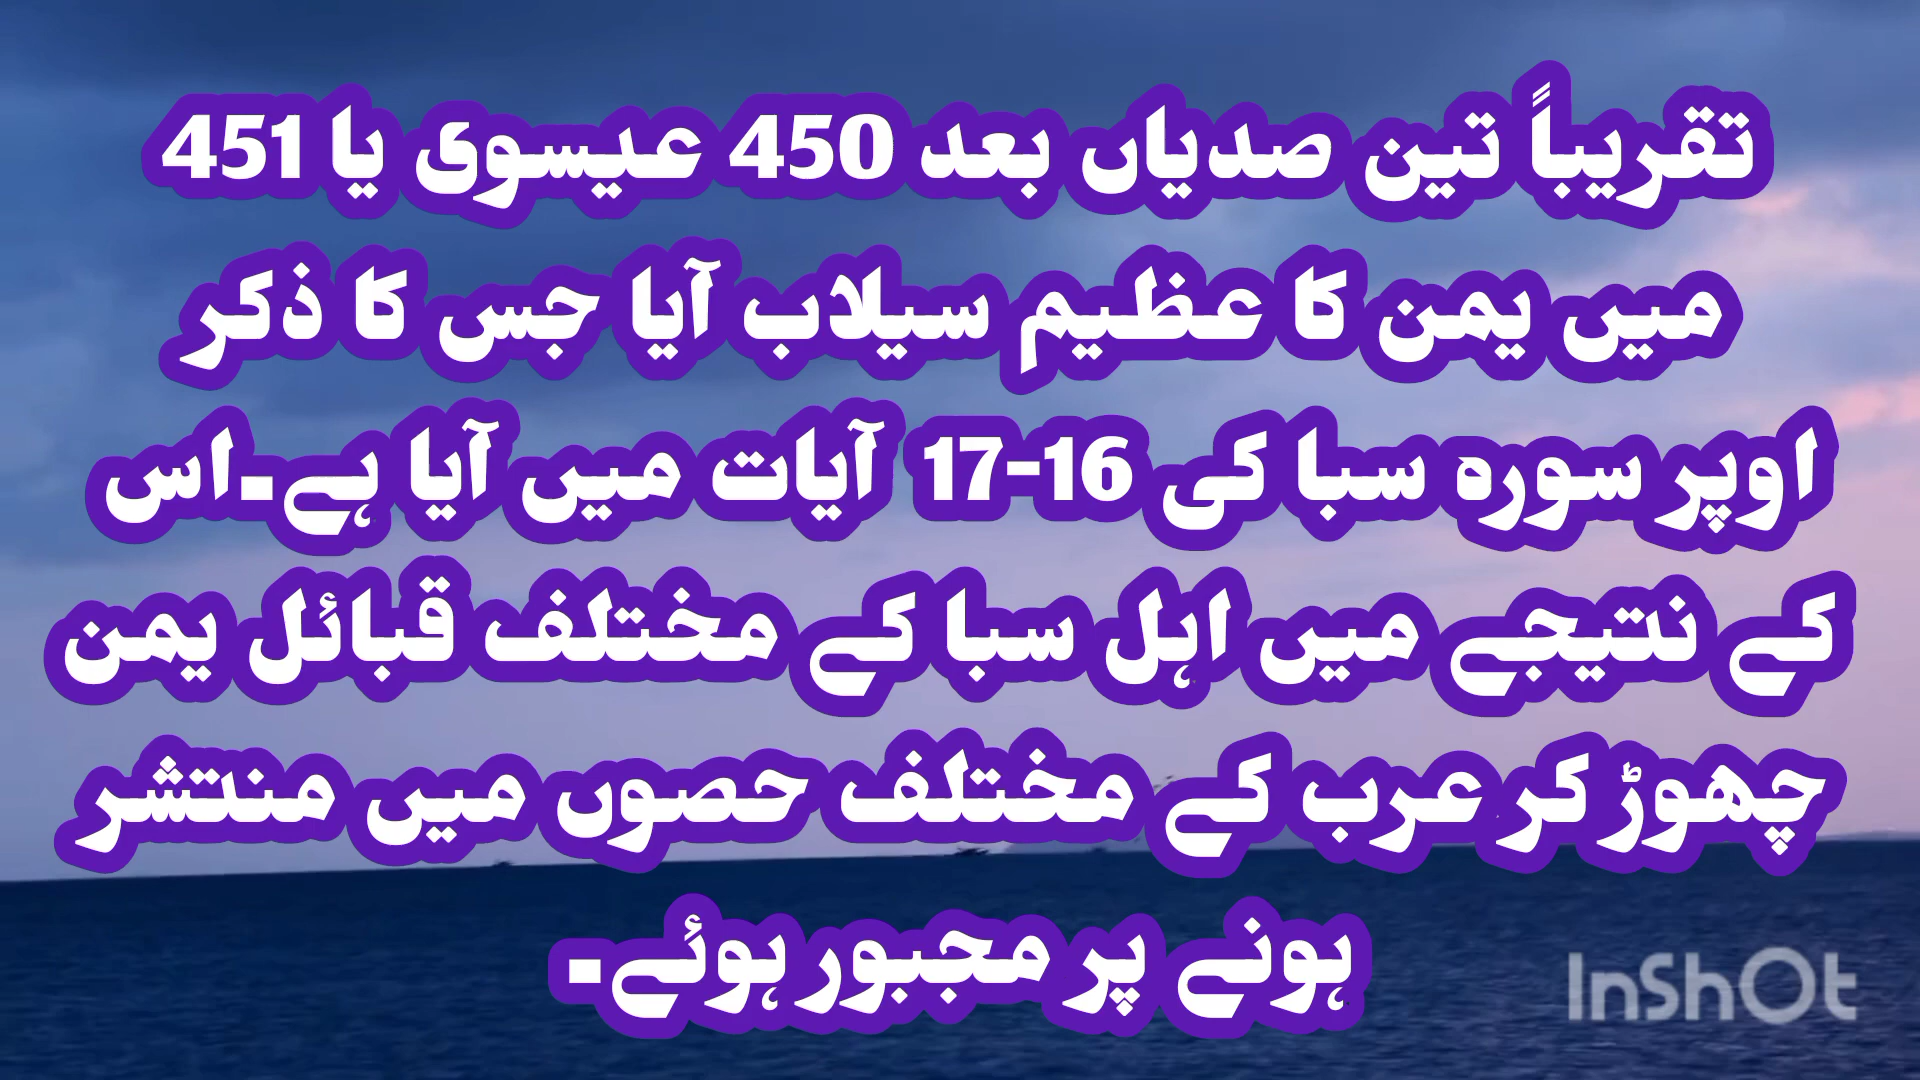 تقریباً تین صدیاں بعد 450 عیسوی یا 451
میں یمن کا عظیم سیلاب آیا جس کا ذکر
اوپر سورہ سبا کی 16-17 آیات میں آیا ہے۔اس
کے نتیجے میں اہل سبا کے مختلف قبائل یمن
چھوڑ کر عرب کے مختلف حصوں میں منتشر
ہونے پر مجبور ہوئے۔
InShOt